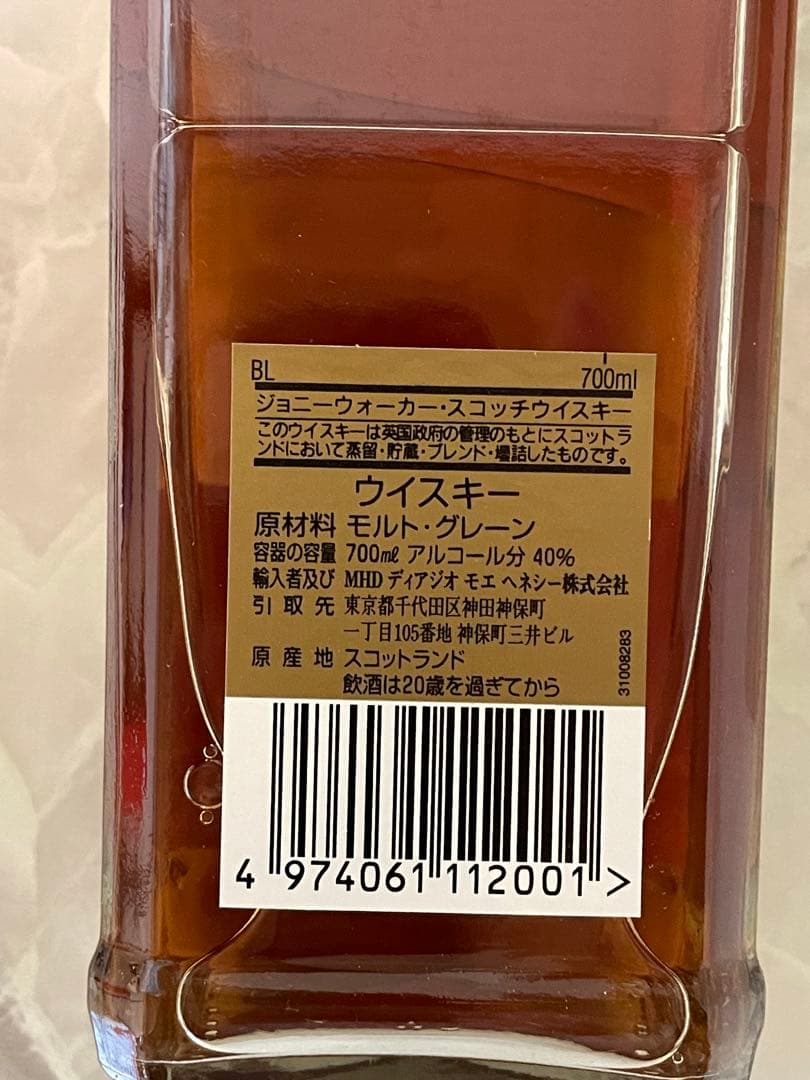 BL 700ml
ジョニーウォーカー・スコッチウイスキー
このウイスキーは英国政府の管理のもとにスコットラ
ンドにおいて蒸留・貯蔵・ブレンド・壜詰したものです。
ウイスキー
原材料 モルト・グレーン
容器の容量 700㎖ アルコール分 40%
輸入者及び MHD ディアジオ モエ ヘネシー株式会社
引取先 東京都千代田区神田神保町
一丁目105番地 神保町三井ビル
原産地 スコットランド
飲酒は20歳を過ぎてから
31008283
4 974061 112001 >